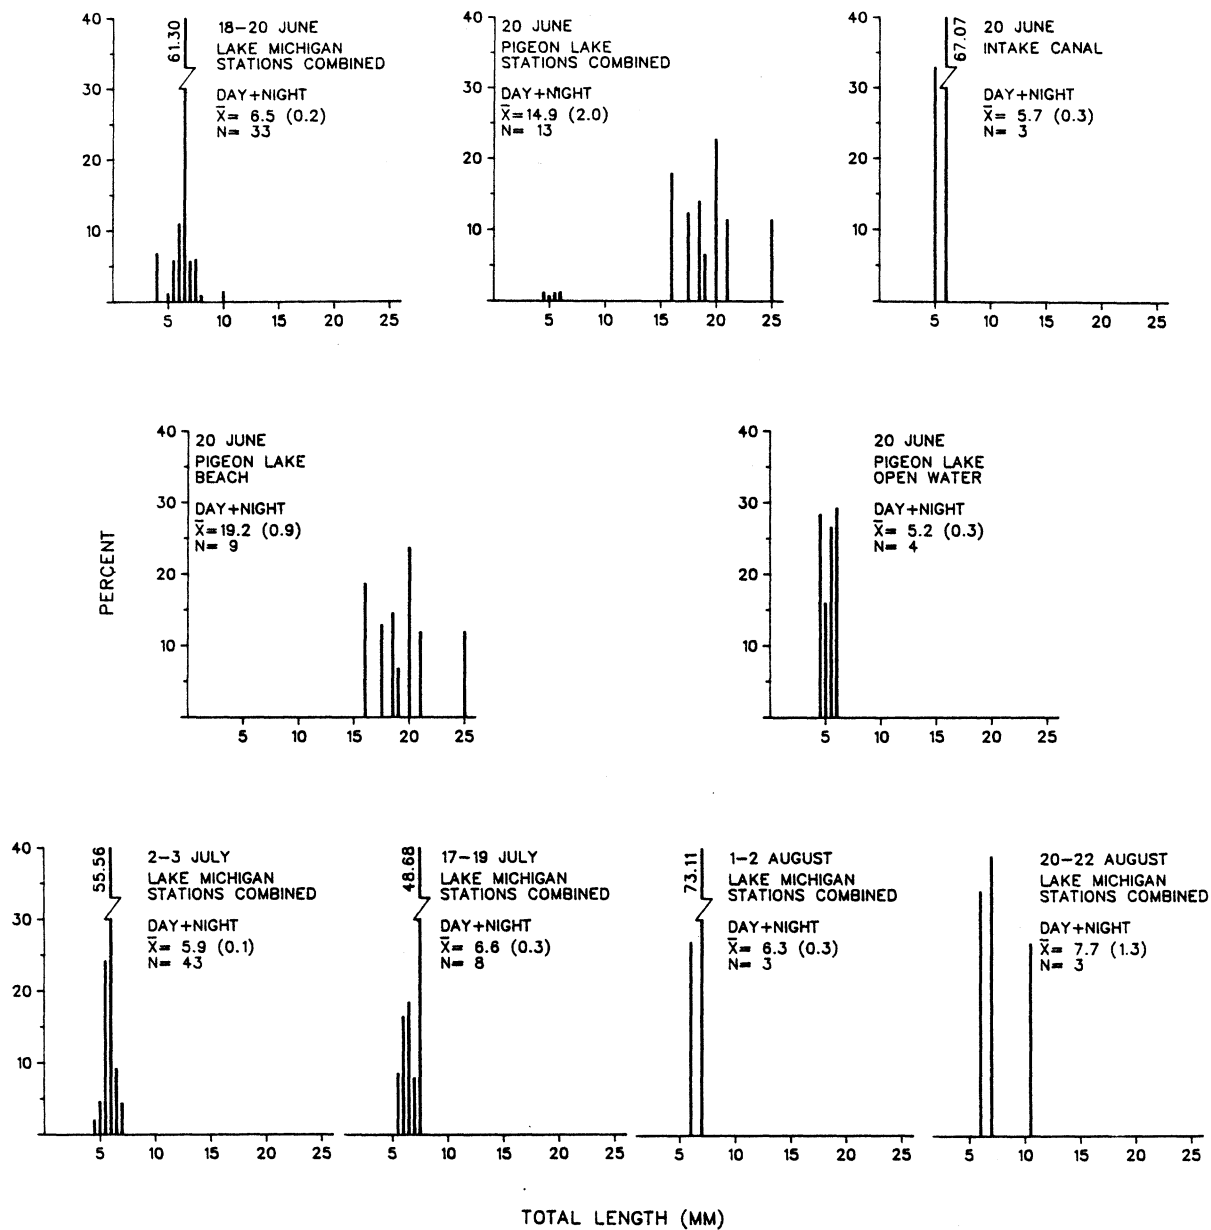 40
30
20
10
5 10 15 20 25
61.30
18-20 JUNE
LAKE MICHIGAN
STATIONS COMBINED
DAY+NIGHT
X̅= 6.5 (0.2)
N= 33
40
30
20
10
5 10 15 20 25
20 JUNE
PIGEON LAKE
STATIONS COMBINED
DAY+NIGHT
X̅=14.9 (2.0)
N= 13
40
30
20
10
5 10 15 20 25
67.07
20 JUNE
INTAKE CANAL
DAY+NIGHT
X̅= 5.7 (0.3)
N= 3
PERCENT
40
30
20
10
5 10 15 20 25
20 JUNE
PIGEON LAKE
BEACH
DAY+NIGHT
X̅=19.2 (0.9)
N= 9
40
30
20
10
5 10 15 20 25
20 JUNE
PIGEON LAKE
OPEN WATER
DAY+NIGHT
X̅= 5.2 (0.3)
N= 4
40
30
20
10
5 10 15 20 25
55.56
2-3 JULY
LAKE MICHIGAN
STATIONS COMBINED
DAY+NIGHT
X̅= 5.9 (0.1)
N= 43
5 10 15 20 25
48.68
17-19 JULY
LAKE MICHIGAN
STATIONS COMBINED
DAY+NIGHT
X̅= 6.6 (0.3)
N= 8
5 10 15 20 25
73.11
1-2 AUGUST
LAKE MICHIGAN
STATIONS COMBINED
DAY+NIGHT
X̅= 6.3 (0.3)
N= 3
5 10 15 20 25
20-22 AUGUST
LAKE MICHIGAN
STATIONS COMBINED
DAY+NIGHT
X̅= 7.7 (1.3)
N= 3
TOTAL LENGTH (MM)